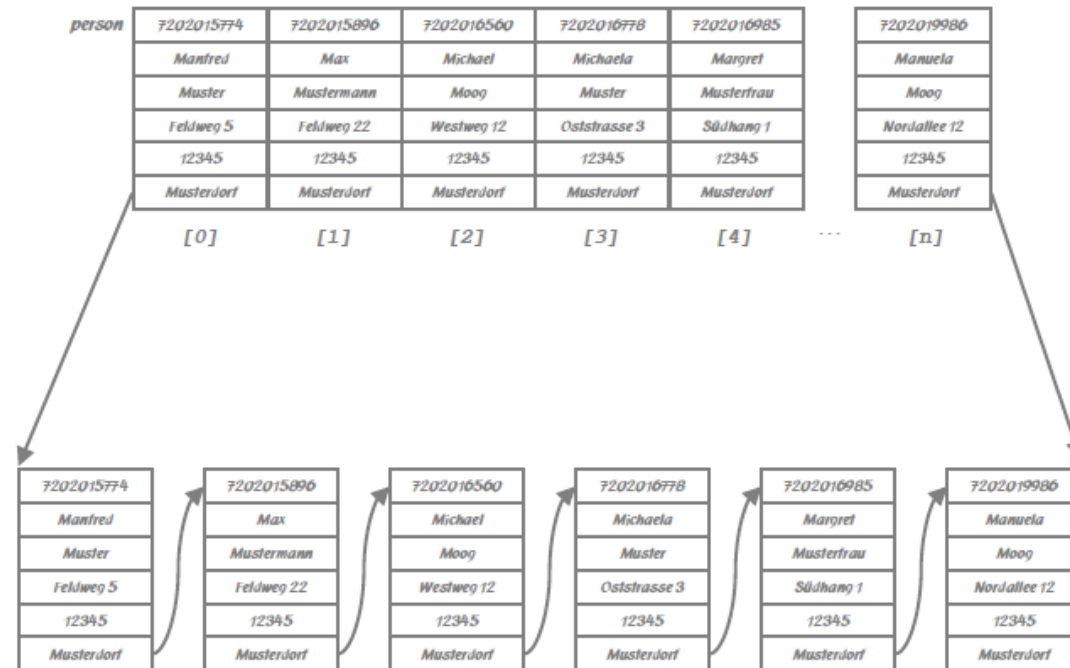 person 7202015774 7202015896 7202016560 7202016778 7202016985 7202019986
Manfred Max Michael Michaela Margret Manuela
Muster Mustermann Moog Muster Musterfrau Moog
Feldweg 5 Feldweg 22 Westweg 12 Oststrasse 3 Südhang 1 Nordallee 12
12345 12345 12345 12345 12345 12345
Musterdorf Musterdorf Musterdorf Musterdorf Musterdorf Musterdorf
[0] [1] [2] [3] [4] ... [n]
7202015774 7202015896 7202016560 7202016778 7202016985 7202019986
Manfred Max Michael Michaela Margret Manuela
Muster Mustermann Moog Muster Musterfrau Moog
Feldweg 5 Feldweg 22 Westweg 12 Oststrasse 3 Südhang 1 Nordallee 12
12345 12345 12345 12345 12345 12345
Musterdorf Musterdorf Musterdorf Musterdorf Musterdorf Musterdorf